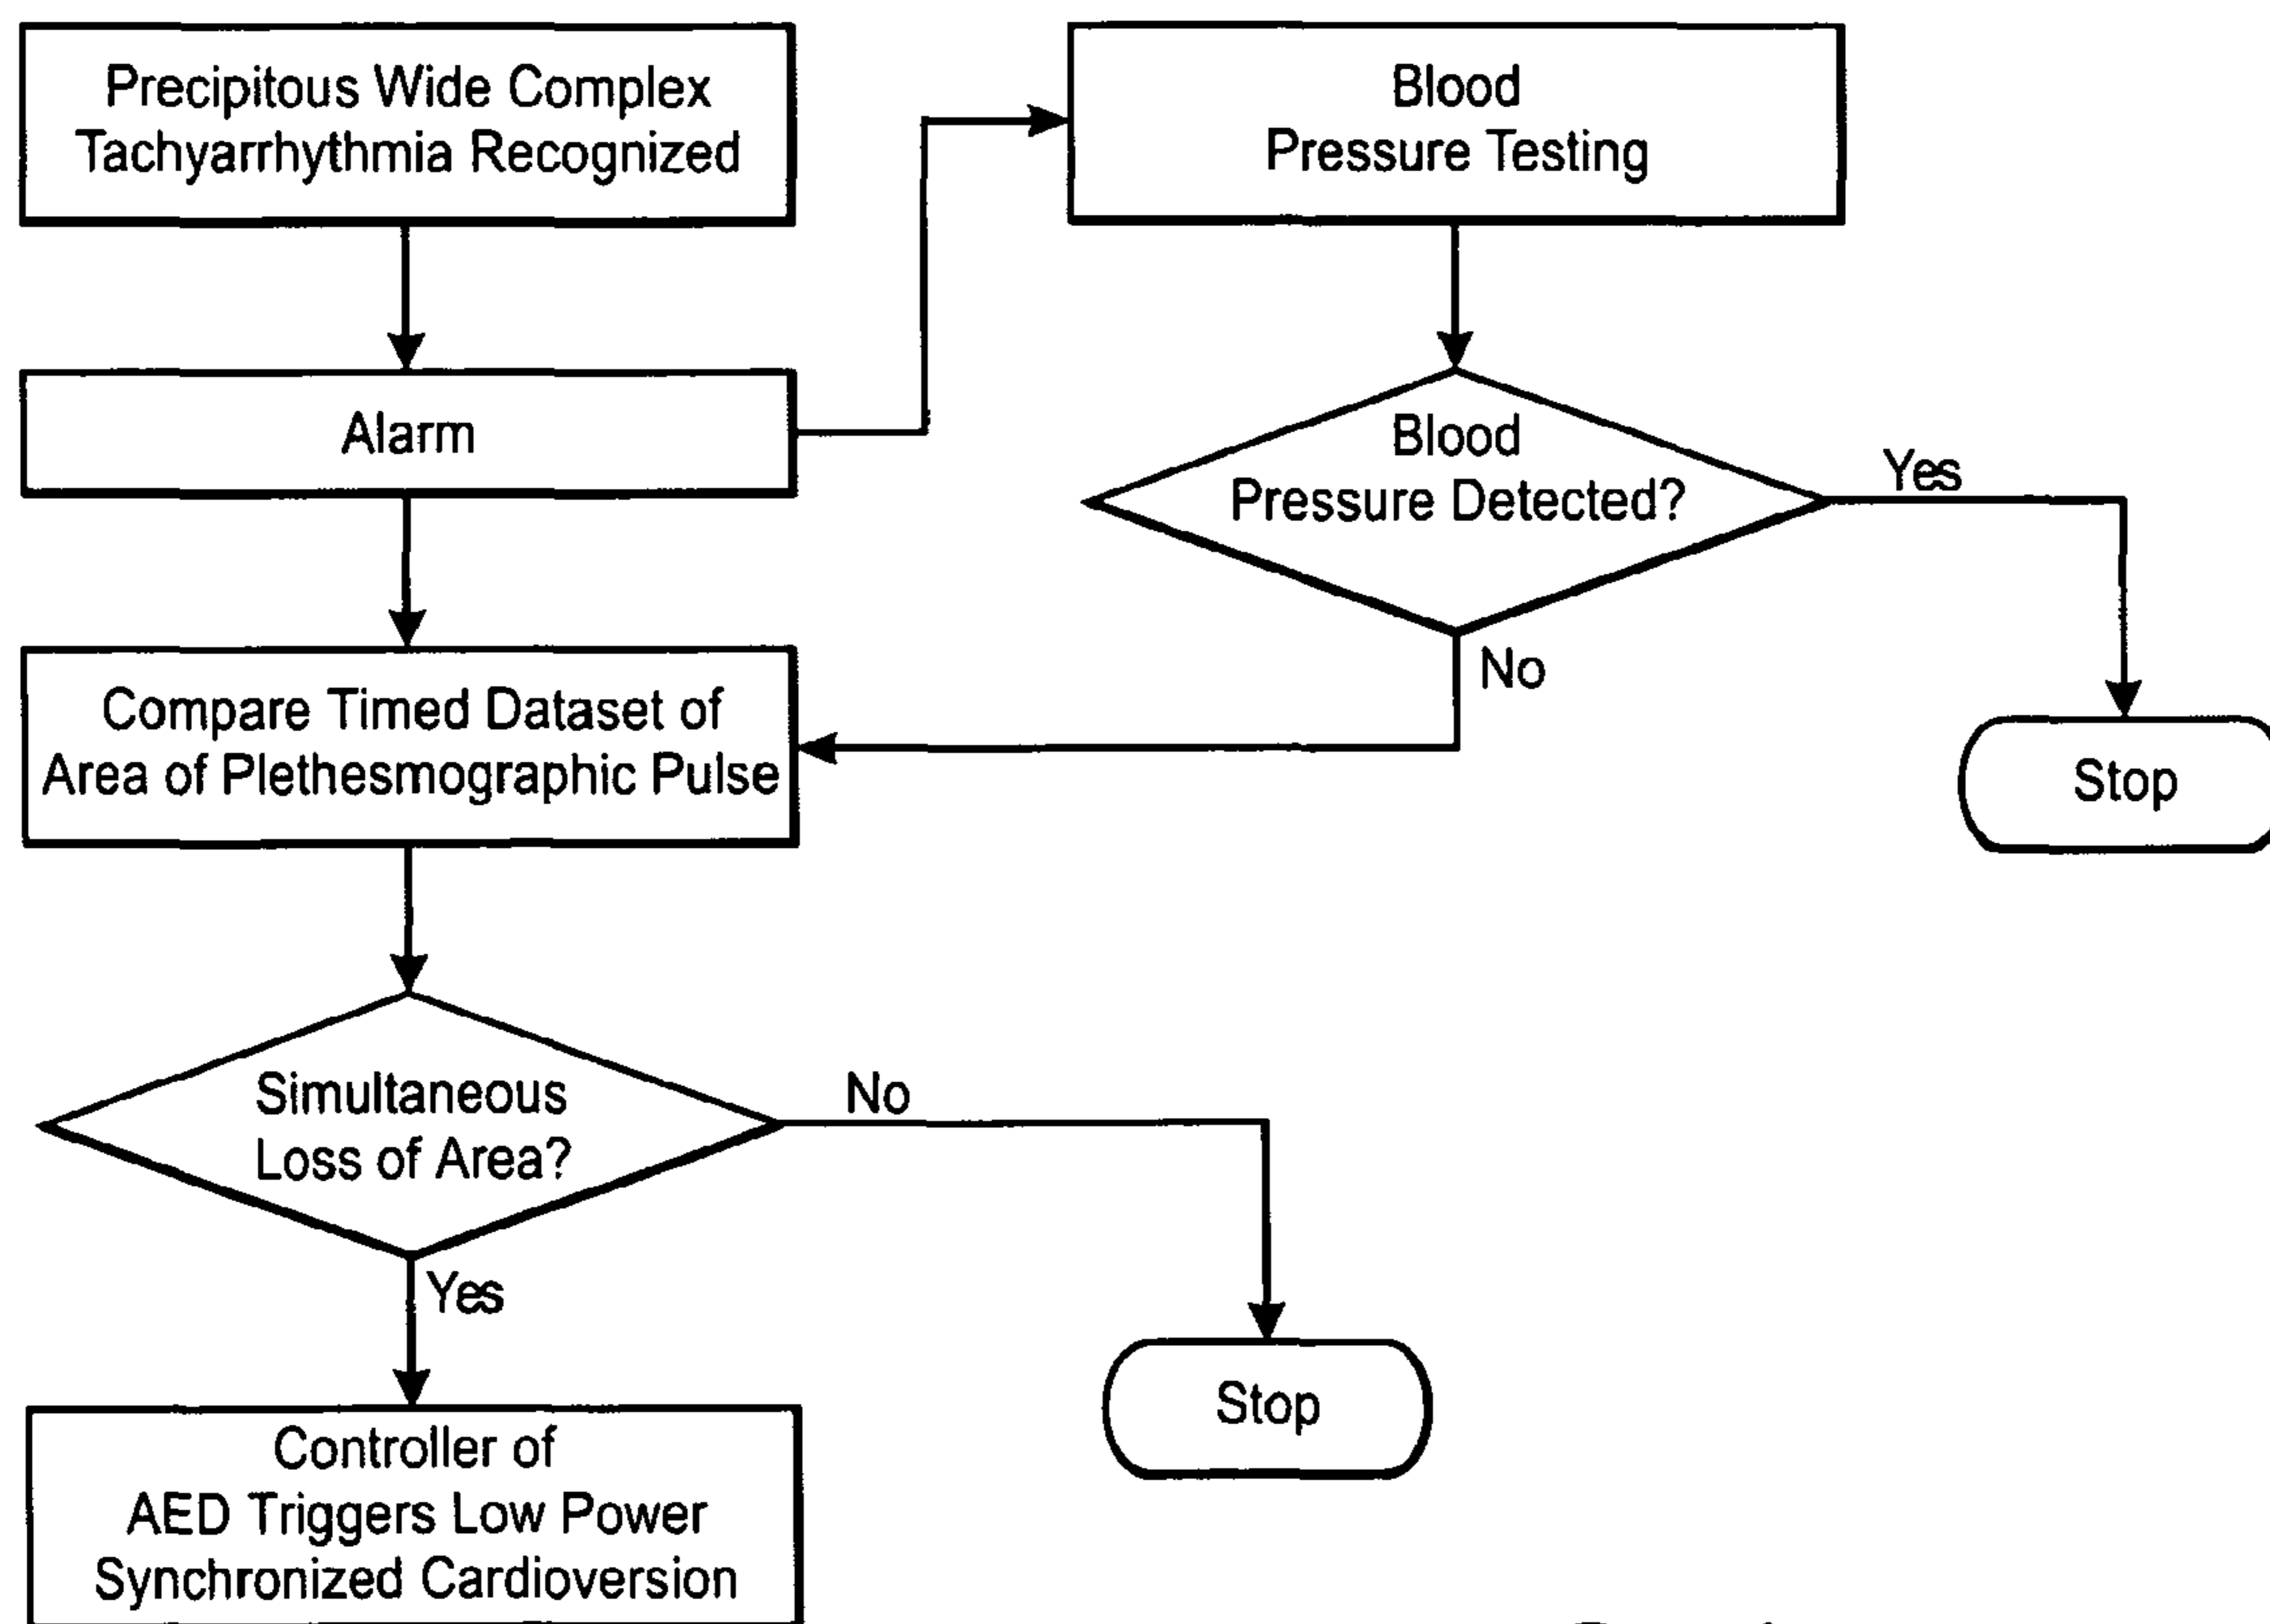 Precipitous Wide Complex
Tachyarrhythmia Recognized
Blood
Pressure Testing
Alarm
Blood
Pressure Detected?
Yes
No
Compare Timed Dataset of
Area of Plethesmographic Pulse
Stop
Simultaneous
Loss of Area?
No
Yes
Stop
Controller of
AED Triggers Low Power
Synchronized Cardioversion